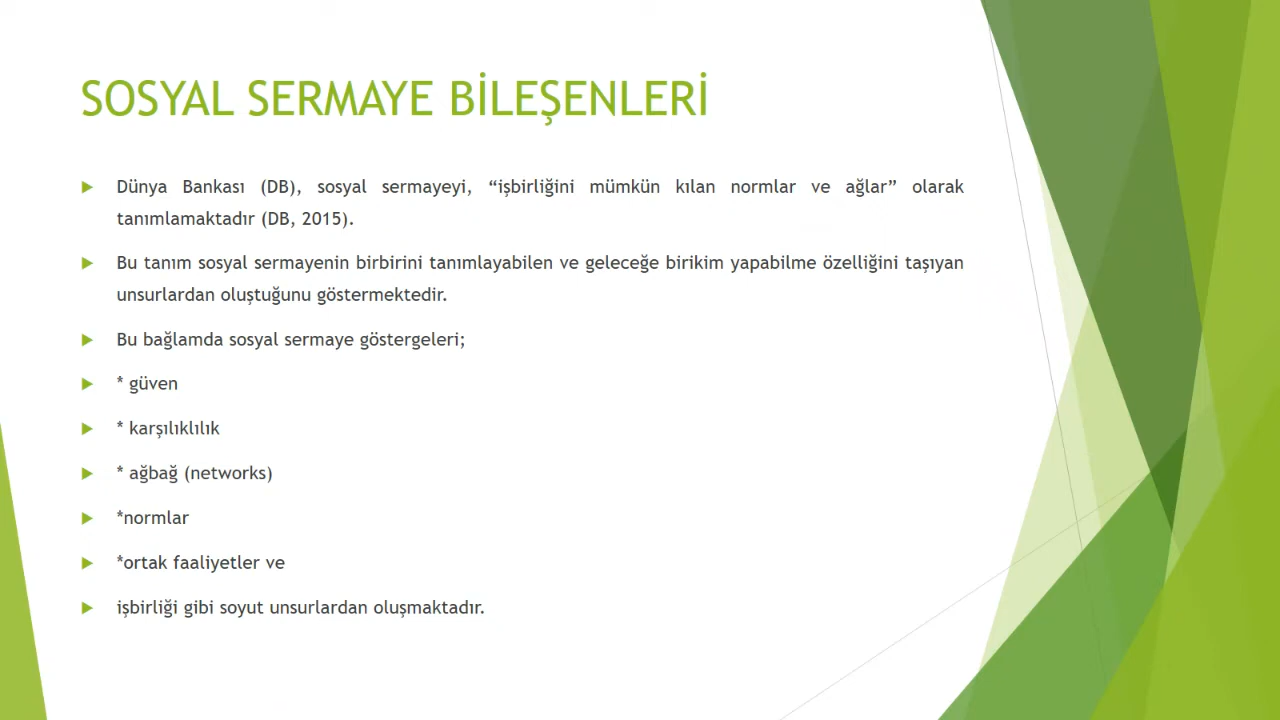 SOSYAL SERMAYE BİLEŞENLERİ
Dünya Bankası (DB), sosyal sermayeyi, “işbirliğini mümkün kılan normlar ve ağlar” olarak
tanımlamaktadır (DB, 2015).
Bu tanım sosyal sermayenin birbirini tanımlayabilen ve geleceğe birikim yapabilme özelliğini taşıyan
unsurlardan oluştuğunu göstermektedir.
Bu bağlamda sosyal sermaye göstergeleri;
* güven
* karşılıklılık
* ağbağ (networks)
*normlar
*ortak faaliyetler ve
işbirliği gibi soyut unsurlardan oluşmaktadır.